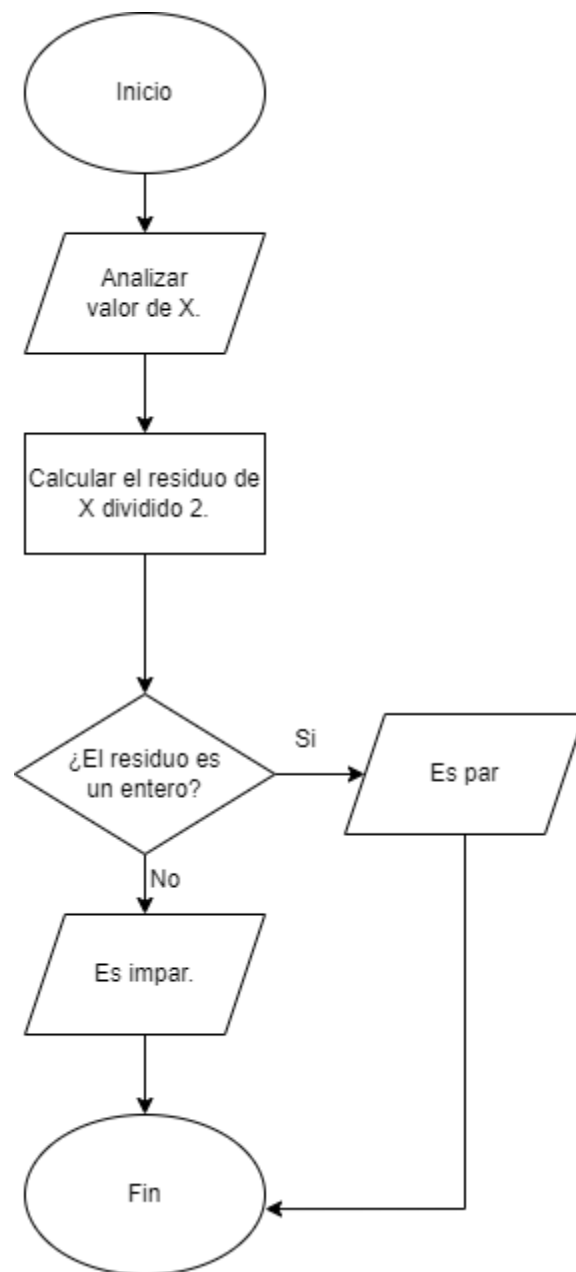 Inicio
Analizar
valor de X.
Calcular el residuo de
X dividido 2.
¿El residuo es
un entero?
Si
Es par
No
Es impar.
Fin